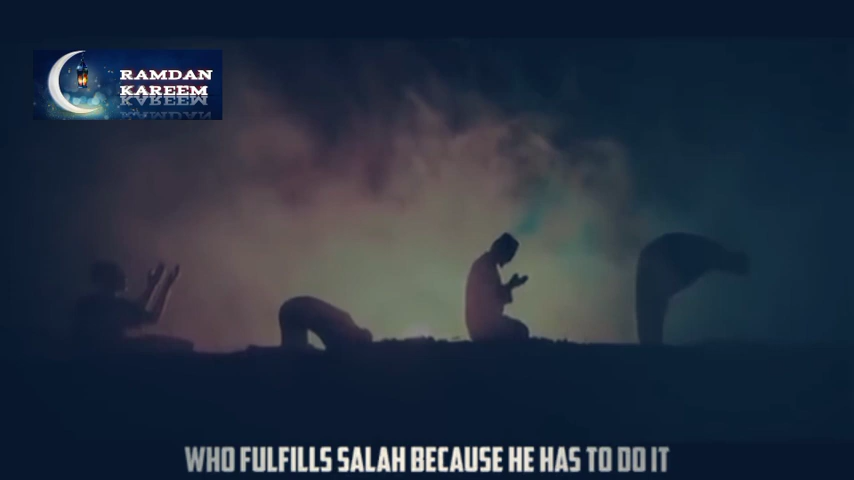 RAMDAN
KAREEM
WHO FULFILLS SALAH BECAUSE HE HAS TO DO IT